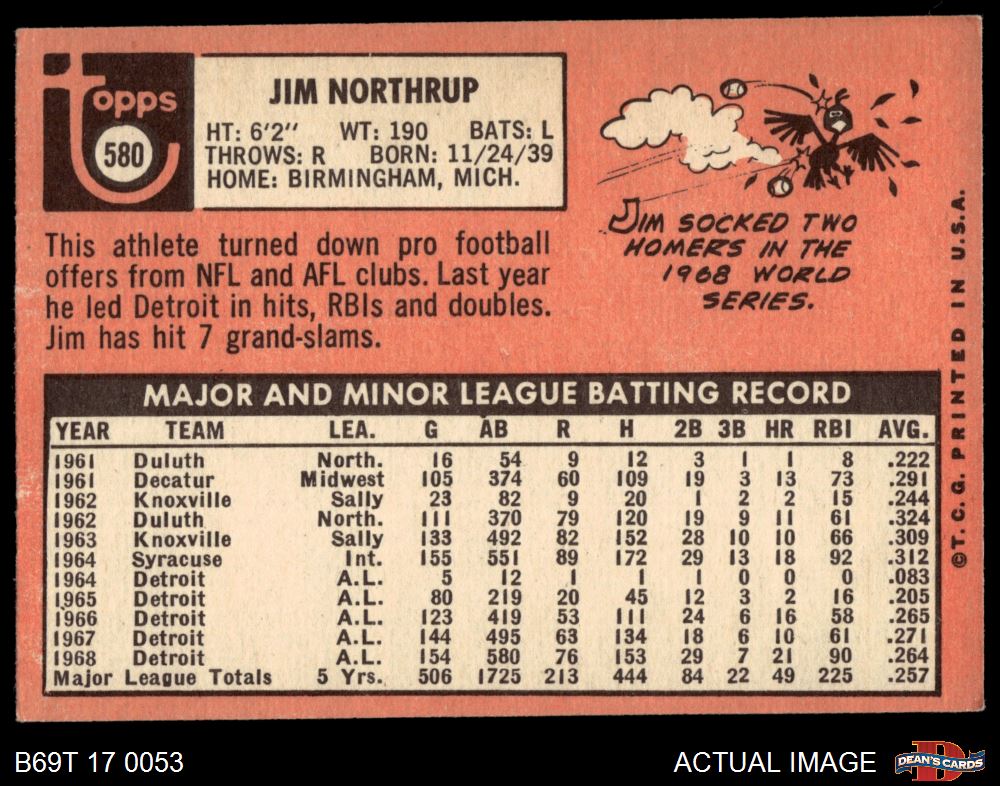 Topps
580
JIM NORTHRUP
HT: 6'2" WT: 190 BATS: L
THROWS: R BORN: 11/24/39
HOME: BIRMINGHAM, MICH.
This athlete turned down pro football
offers from NFL and AFL clubs. Last year
he led Detroit in hits, RBIs and doubles.
Jim has hit 7 grand-slams.
JIM SOCKED TWO
HOMERS IN THE
1968 WORLD
SERIES.
MAJOR AND MINOR LEAGUE BATTING RECORD
YEAR TEAM LEA. G AB R H 2B 3B HR RBI AVG.
1961 Duluth North. 16 54 9 12 3 1 1 8 .222
1961 Decatur Midwest 105 374 60 109 19 3 13 73 .291
1962 Knoxville Sally 23 82 9 20 1 2 2 15 .244
1962 Duluth North. 111 370 79 120 19 9 11 61 .324
1963 Knoxville Sally 133 492 82 152 28 10 10 66 .309
1964 Syracuse Int. 155 551 89 172 29 13 18 92 .312
1964 Detroit A.L. 5 12 1 1 1 0 0 0 .083
1965 Detroit A.L. 80 219 20 45 12 3 2 16 .205
1966 Detroit A.L. 123 419 53 111 24 6 16 58 .265
1967 Detroit A.L. 144 495 63 134 18 6 10 61 .271
1968 Detroit A.L. 154 580 76 153 29 7 21 90 .264
Major League Totals 5 Yrs. 506 1725 213 444 84 22 49 225 .257
©T. C. G. PRINTED IN U.S.A.
B69T 17 0053
ACTUAL IMAGE
DEAN'S CARDS